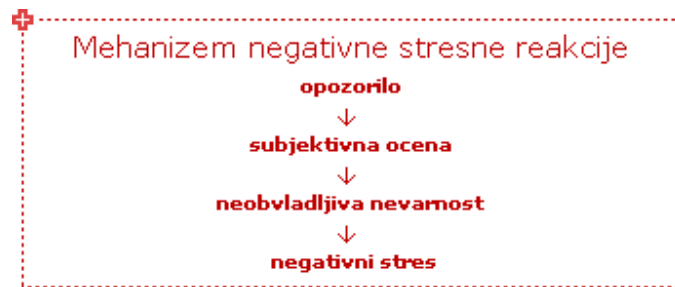 Mehanizem negativne stresne reakcije
opozorilo
↓
subjektivna ocena
↓
neobvladljiva nevarnost
↓
negativni stres